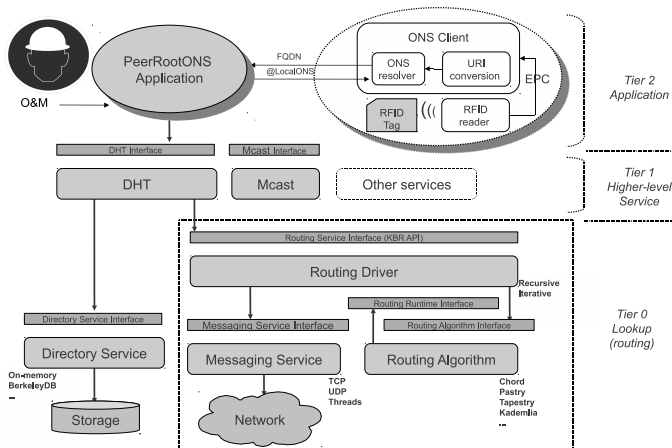 ONS Client
PeerRootONS
Application
FQDN
@LocalONS
ONS
resolver
URI
conversion
EPC
O&M
RFID
Tag
RFID
reader
Tier 2
Application
DHT Interface
Mcast Interface
DHT
Mcast
Other services
Tier 1
Higher-level
Service
Routing Service Interface (KBR API)
Routing Driver
Recursive
Iterative
Routing Runtime Interface
Directory Service Interface
Messaging Service Interface
Routing Algorithm Interface
Tier 0
Lookup
(routing)
Directory Service
Messaging Service
Routing Algorithm
On-memory
BerkeleyDB
...
TCP
UDP
Threads
Chord
Pastry
Tapestry
Kademlia
...
Storage
Network